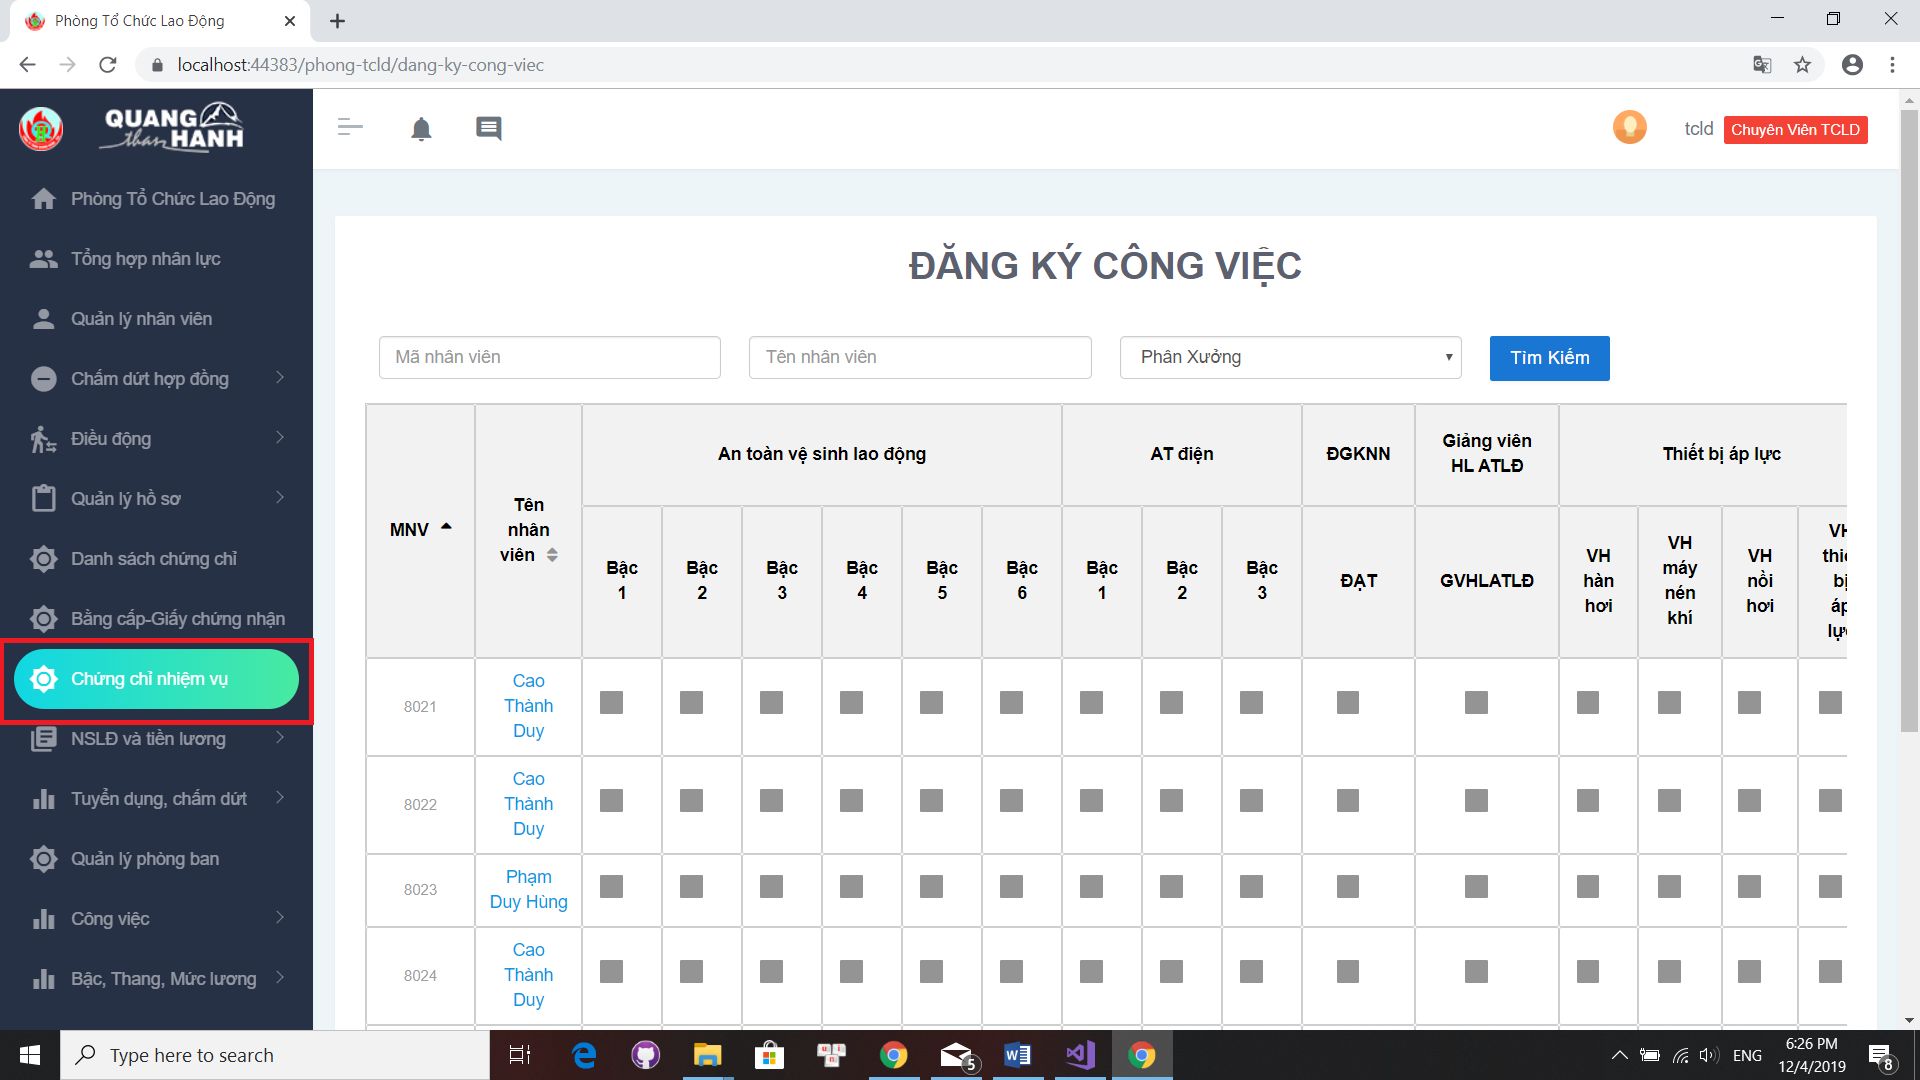 Phòng Tổ Chức Lao Động
localhost:44383/phong-tcld/dang-ky-cong-viec
QUANG
than HANH
tcld Chuyên Viên TCLD
Phòng Tổ Chức Lao Động
Tổng hợp nhân lực
Quản lý nhân viên
Chấm dứt hợp đồng
Điều động
Quản lý hồ sơ
Danh sách chứng chỉ
Bằng cấp-Giấy chứng nhận
Chứng chỉ nhiệm vụ
NSLĐ và tiền lương
Tuyển dụng, chấm dứt
Quản lý phòng ban
Công việc
Bậc, Thang, Mức lương
ĐĂNG KÝ CÔNG VIỆC
Mã nhân viên Tên nhân viên Phân Xưởng Tìm Kiếm
An toàn vệ sinh lao động AT điện ĐGKNN Giảng viên Thiết bị áp lực
HL ATLĐ
MNV
Tên
nhân
viên
Bậc Bậc Bậc Bậc Bậc Bậc Bậc Bậc Bậc
1 2 3 4 5 6 1 2 3
ĐẠT GVHLATLĐ
VH
hàn
hơi
VH
máy
nén
khí
VH
nồi
hơi
8021 Cao
Thành
Duy
8022 Cao
Thành
Duy
8023 Phạm
Duy Hùng
8024 Cao
Thành
Duy
Type here to search
5
ENG
6:26 PM
12/4/2019
8